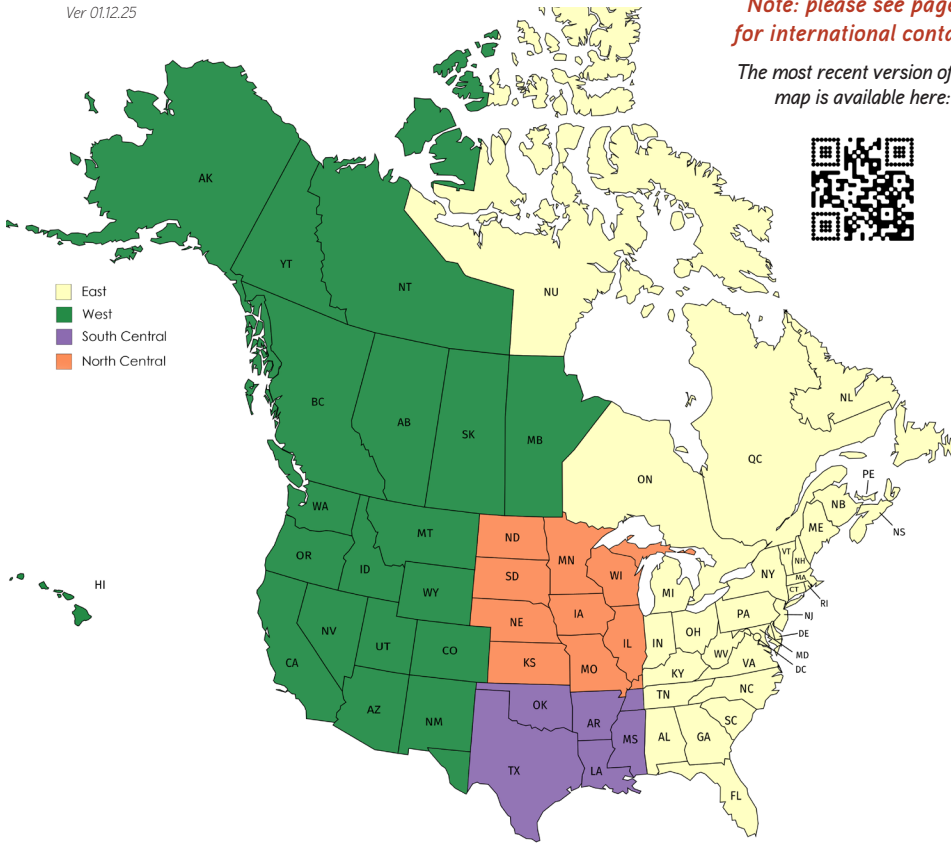 Ver 01.12.25
Note: please see page
for international conta
The most recent version of
map is available here:
East
West
South Central
North Central
AK
YT
NT
NU
BC
AB
SK
MB
ON
QC
NL
PE
NB
NS
ME
WA
MT
ND
MN
OR
ID
SD
WI
MI
VT
NH
NY
MA
CT
RI
HI
WY
NE
IA
PA
NJ
NV
UT
CO
IL
IN
OH
DE
MD
DC
CA
KS
MO
WV
VA
KY
AZ
NM
OK
AR
TN
NC
SC
MS
AL
GA
TX
LA
FL